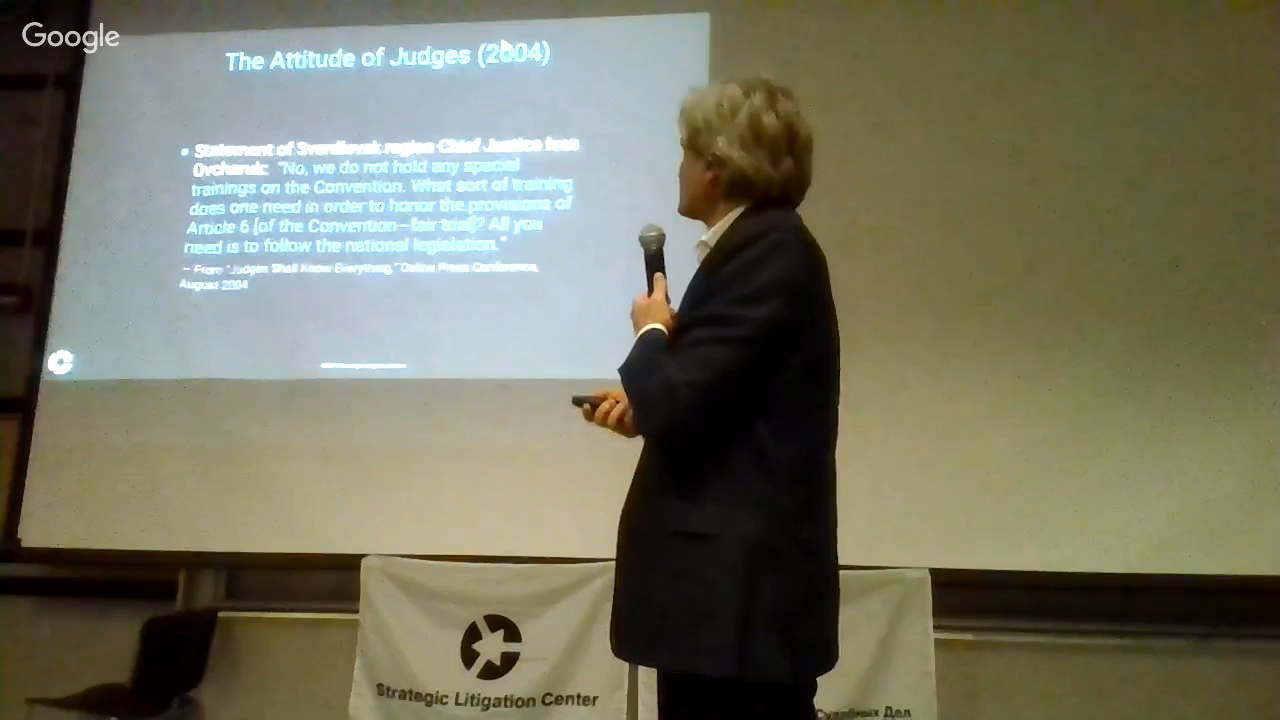 Google
The Attitude of Judges (2004)
• Statement of Sverdlovsk region Chief Justice Ivan
Ovcharuk: "No, we do not hold any special
trainings on the Convention. What sort of training
does one need in order to honor the provisions of
Article 6 [of the Convention – fair trial]? All you
need is to follow the national legislation."
– From "Judges Shall Know Everything," Online Press Conference,
August 2004
Strategic Litigation Center
Судебных Дел